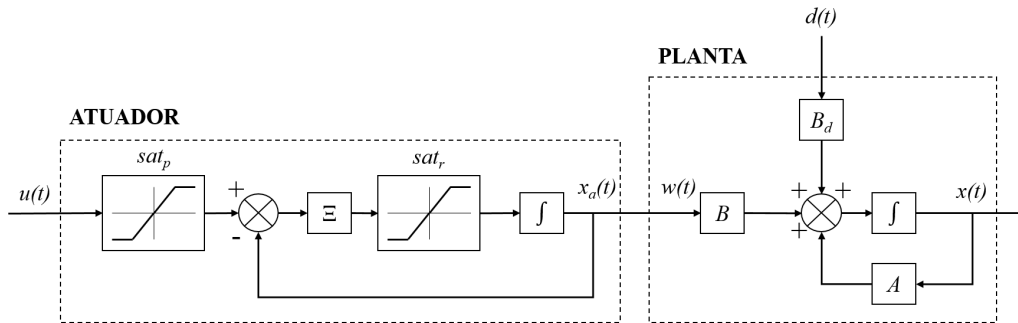 d(t)
PLANTA
ATUADOR
B_d
sat_p
sat_r
u(t)
+
-
Ξ
∫
x_a(t)
w(t)
B
+
+
+
∫
x(t)
A